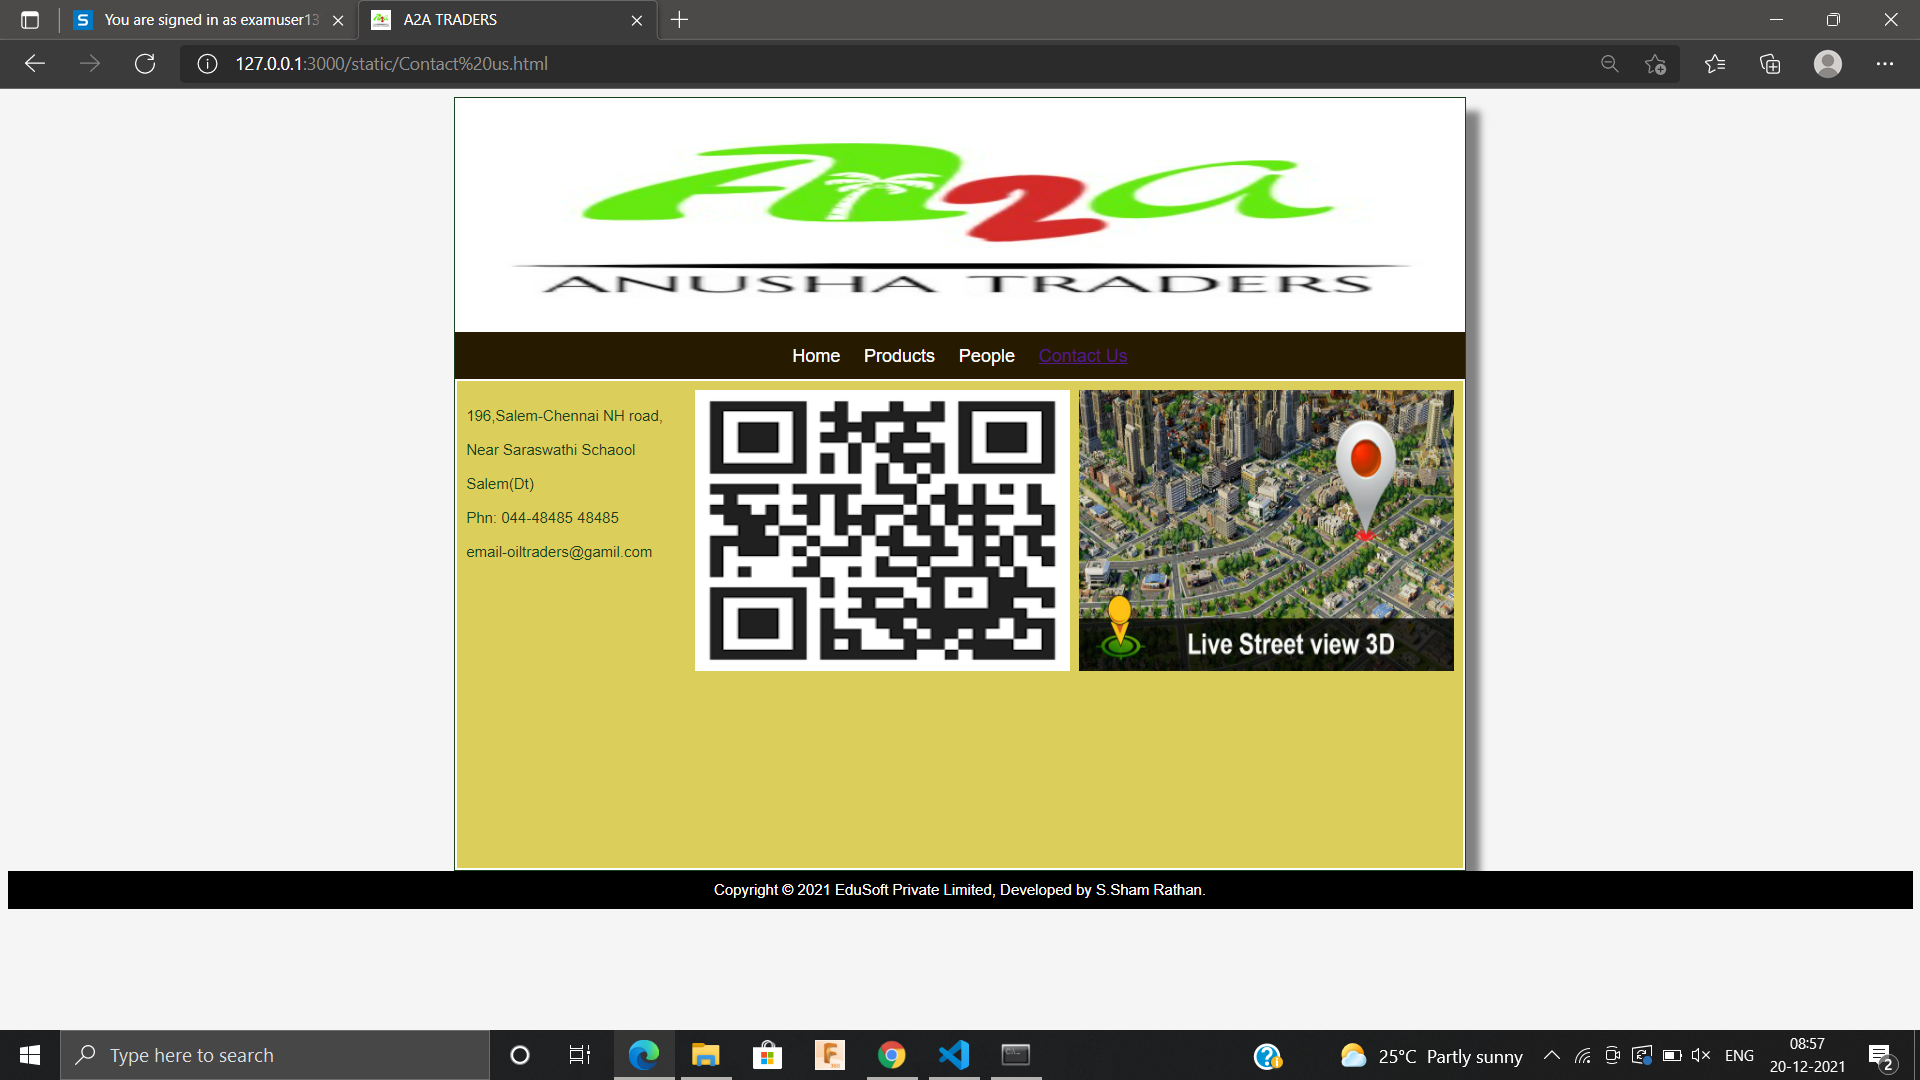 You are signed in as examuser13
A2A TRADERS
127.0.0.1:3000/static/Contact%20us.html
A2a
ANUSHA TRADERS
Home Products People Contact Us
196,Salem-Chennai NH road,
Near Saraswathi Schaool
Salem(Dt)
Phn: 044-48485 48485
email-oiltraders@gamil.com
Live Street view 3D
Copyright © 2021 EduSoft Private Limited, Developed by S.Sham Rathan.
Type here to search
25°C Partly sunny
ENG
08:57
20-12-2021
2